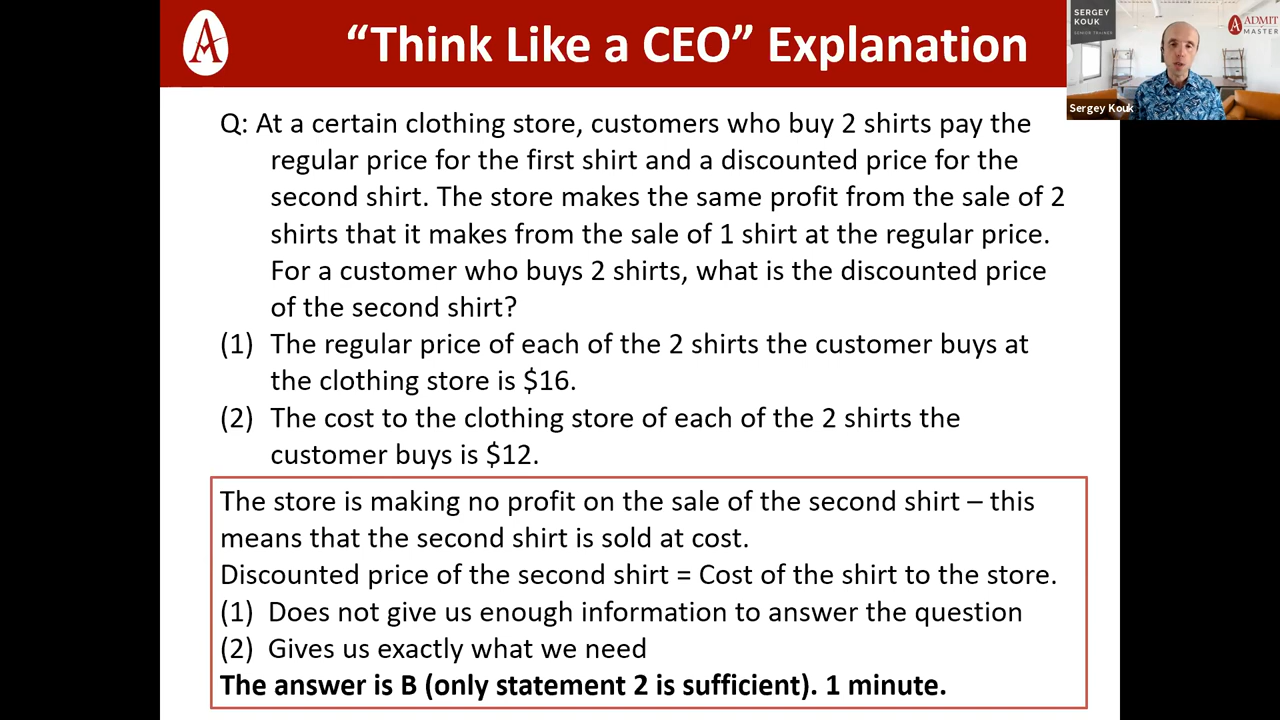 “Think Like a CEO” Explanation
SERGEY
KOUK
SENIOR TRAINER
ADMIT
MASTER
Sergey Kouk
Q: At a certain clothing store, customers who buy 2 shirts pay the
regular price for the first shirt and a discounted price for the
second shirt. The store makes the same profit from the sale of 2
shirts that it makes from the sale of 1 shirt at the regular price.
For a customer who buys 2 shirts, what is the discounted price
of the second shirt?
(1) The regular price of each of the 2 shirts the customer buys at
the clothing store is $16.
(2) The cost to the clothing store of each of the 2 shirts the
customer buys is $12.
The store is making no profit on the sale of the second shirt – this
means that the second shirt is sold at cost.
Discounted price of the second shirt = Cost of the shirt to the store.
(1) Does not give us enough information to answer the question
(2) Gives us exactly what we need
The answer is B (only statement 2 is sufficient). 1 minute.